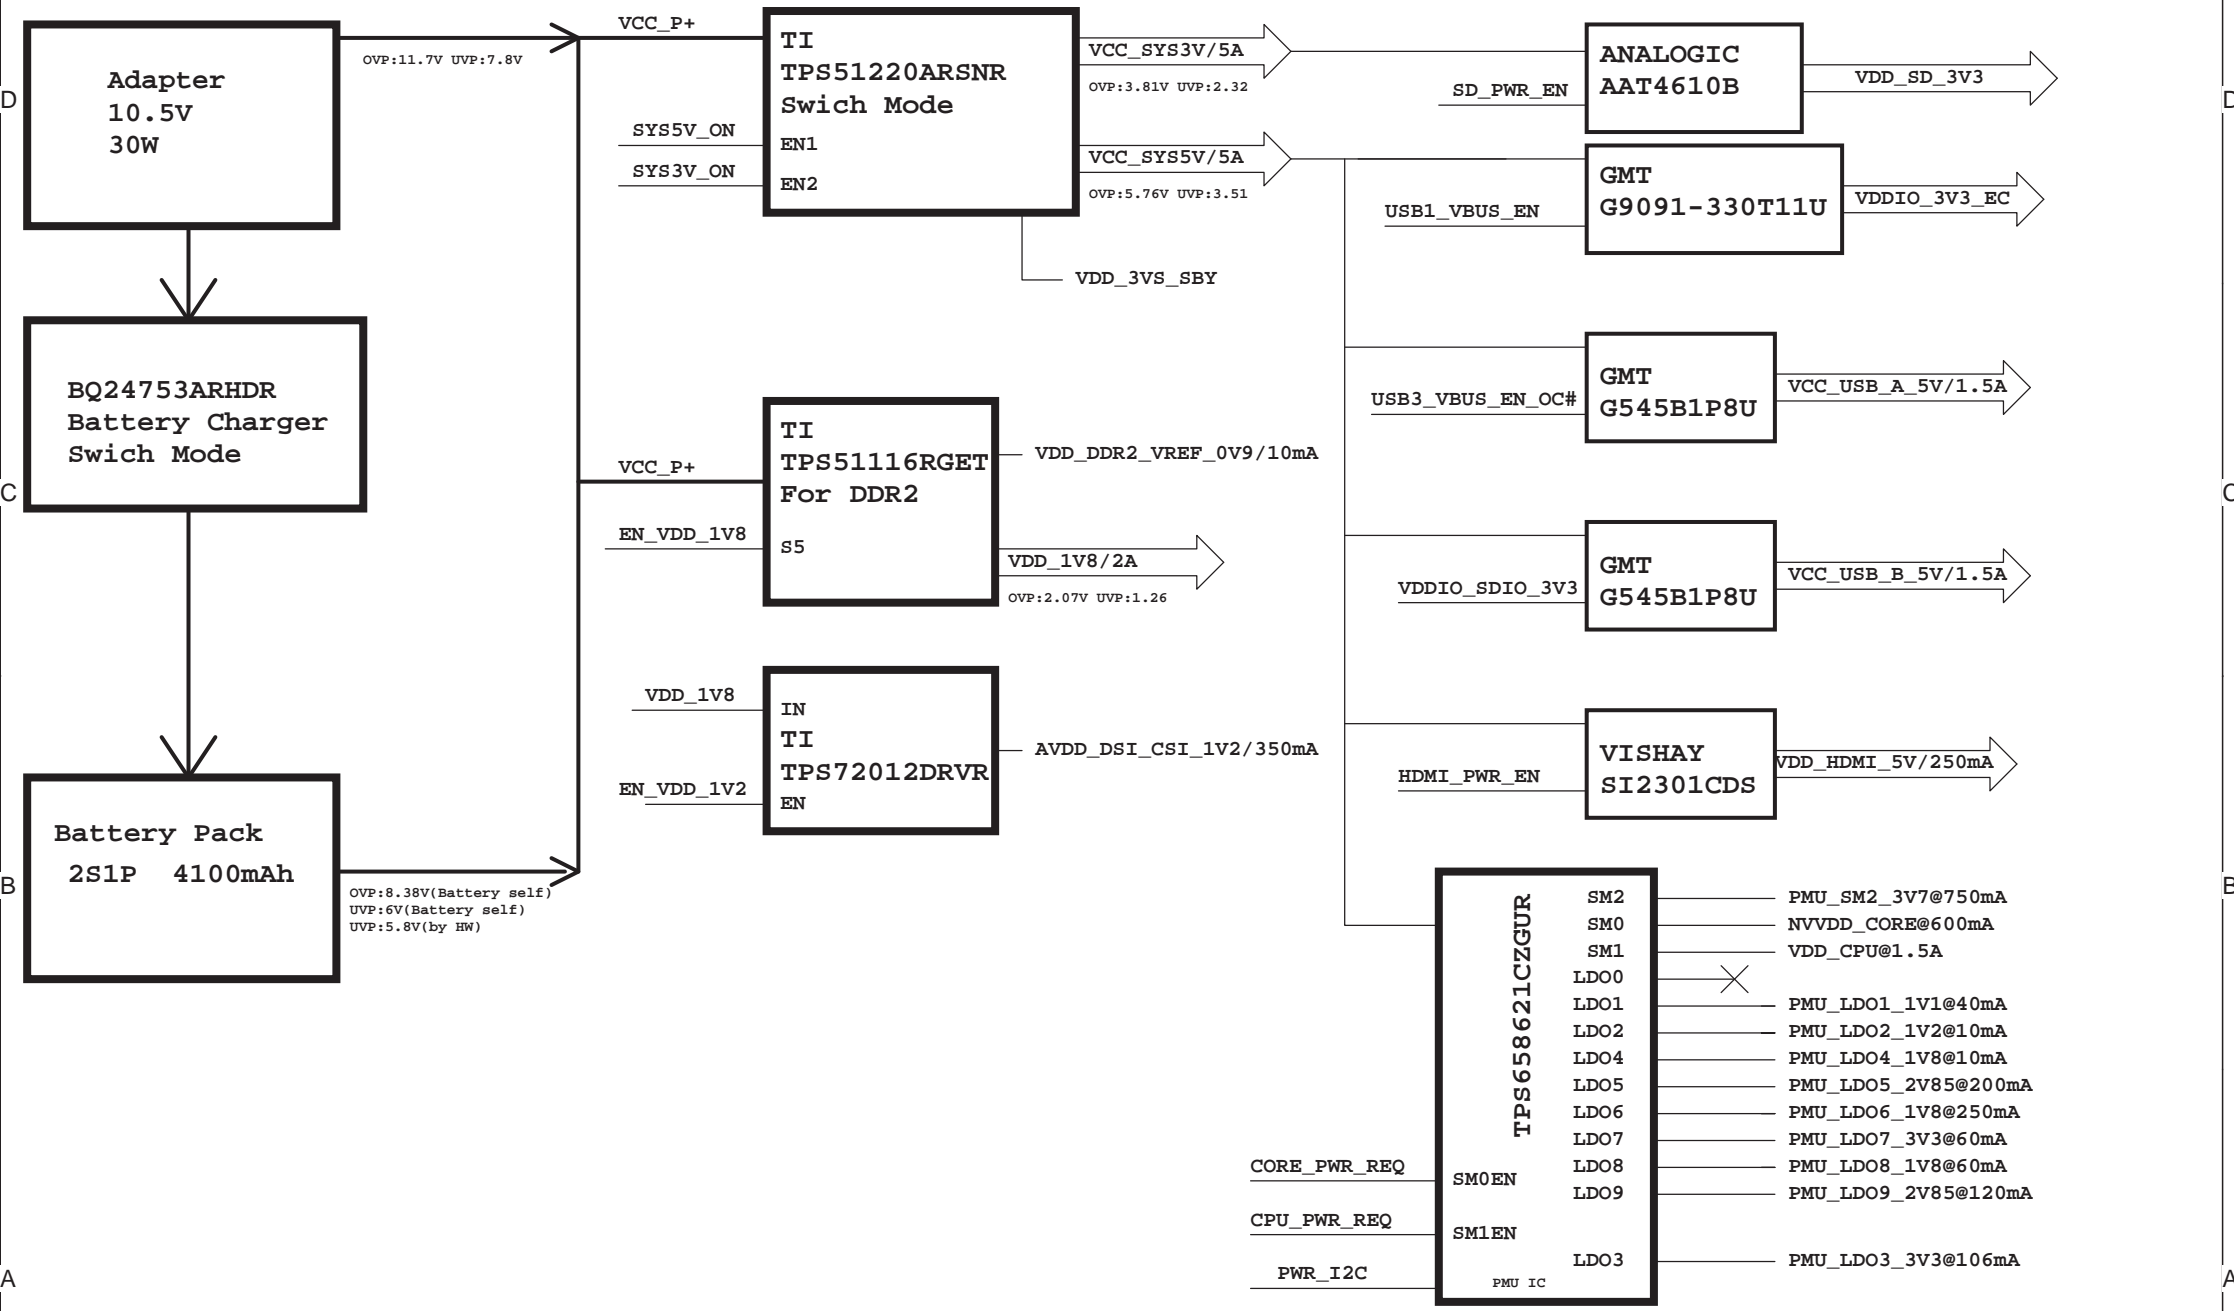 D
Adapter
10.5V
30W
OVP:11.7V UVP:7.8V
BQ24753ARHDR
Battery Charger
Swich Mode
C
Battery Pack
2S1P 4100mAh
OVP:8.38V(Battery self)
UVP:6V(Battery self)
UVP:5.8V(by HW)
B
A
VCC_P+
TI
TPS51220ARSNR
Swich Mode
SYS5V_ON
EN1
SYS3V_ON
EN2
VCC_SYS3V/5A
OVP:3.81V UVP:2.32
VCC_SYS5V/5A
OVP:5.76V UVP:3.51
VDD_3VS_SBY
VCC_P+
TI
TPS51116RGET
For DDR2
EN_VDD_1V8
S5
VDD_DDR2_VREF_0V9/10mA
VDD_1V8/2A
OVP:2.07V UVP:1.26
VDD_1V8
IN
TI
TPS72012DRVR
EN_VDD_1V2
EN
AVDD_DSI_CSI_1V2/350mA
ANALOGIC
AAT4610B
SD_PWR_EN
VDD_SD_3V3
GMT
G9091-330T11U
USB1_VBUS_EN
VDDIO_3V3_EC
GMT
G545B1P8U
USB3_VBUS_EN_OC#
VCC_USB_A_5V/1.5A
GMT
G545B1P8U
VDDIO_SDIO_3V3
VCC_USB_B_5V/1.5A
VISHAY
SI2301CDS
HDMI_PWR_EN
VDD_HDMI_5V/250mA
TPS658621CZGUR
SM2 PMU_SM2_3V7@750mA
SM0 NVVDD_CORE@600mA
SM1 VDD_CPU@1.5A
LDO0
LDO1 PMU_LDO1_1V1@40mA
LDO2 PMU_LDO2_1V2@10mA
LDO4 PMU_LDO4_1V8@10mA
LDO5 PMU_LDO5_2V85@200mA
LDO6 PMU_LDO6_1V8@250mA
LDO7 PMU_LDO7_3V3@60mA
LDO8 PMU_LDO8_1V8@60mA
LDO9 PMU_LDO9_2V85@120mA
LDO3 PMU_LDO3_3V3@106mA
CORE_PWR_REQ
SM0EN
CPU_PWR_REQ
SM1EN
PWR_I2C
PMU IC
D
C
B
A